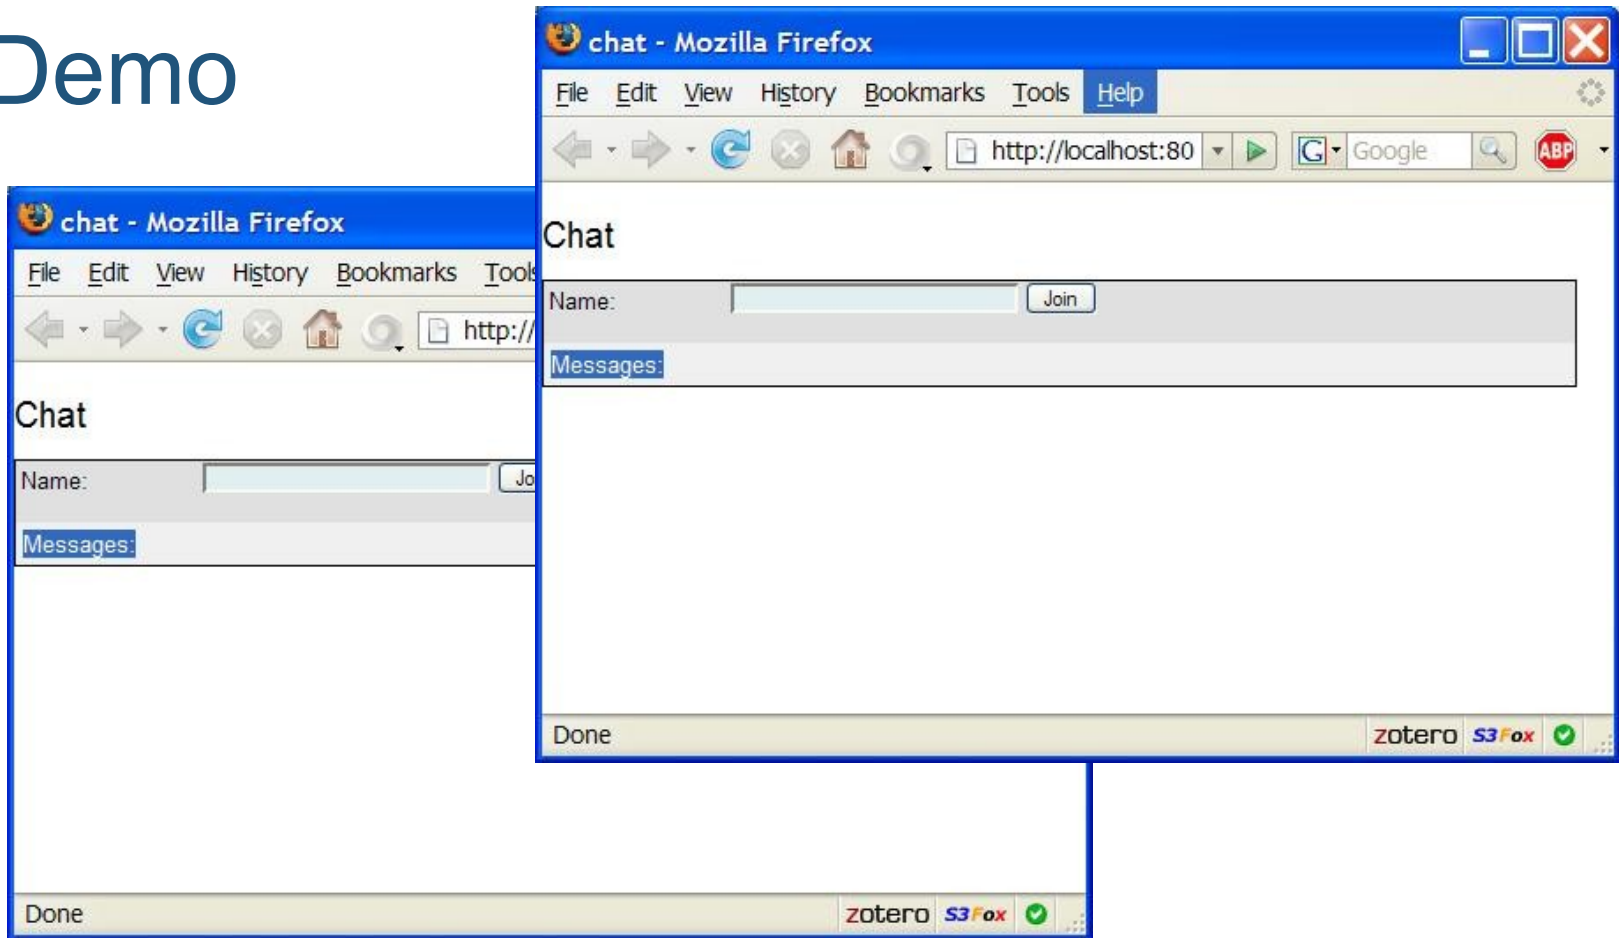 Demo
chat - Mozilla Firefox
File Edit View History Bookmarks Tools Help
http://localhost:80 G Google ABP
Chat
Name: Join
Messages:
Done zotero S3Fox
chat - Mozilla Firefox
File Edit View History Bookmarks Tools
http://
Chat
Name: Jo
Messages:
Done zotero S3Fox